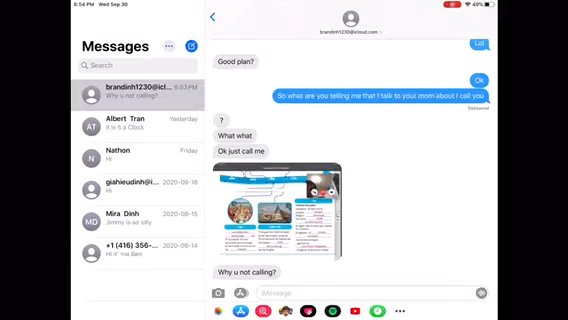 6:54 PM Wed Sep 30
49%
Messages
Search
brandinh1230@icl... 6:53 PM
Why u not calling?
Albert Tran Yesterday
It is 5 a Clock
Nathon Friday
Hi
giahieudinh@i... 2020-09-18
Hi
Mira Dinh 2020-09-15
Jimmy is so silly
+1 (416) 356-... 2020-09-14
Hi it' me Ben
brandinh1230@icloud.com
Lol
Good plan?
Ok
So what are you telling me that I talk to your mom about I call you
Delivered
?
What what
Ok just call me
Why u not calling?
iMessage